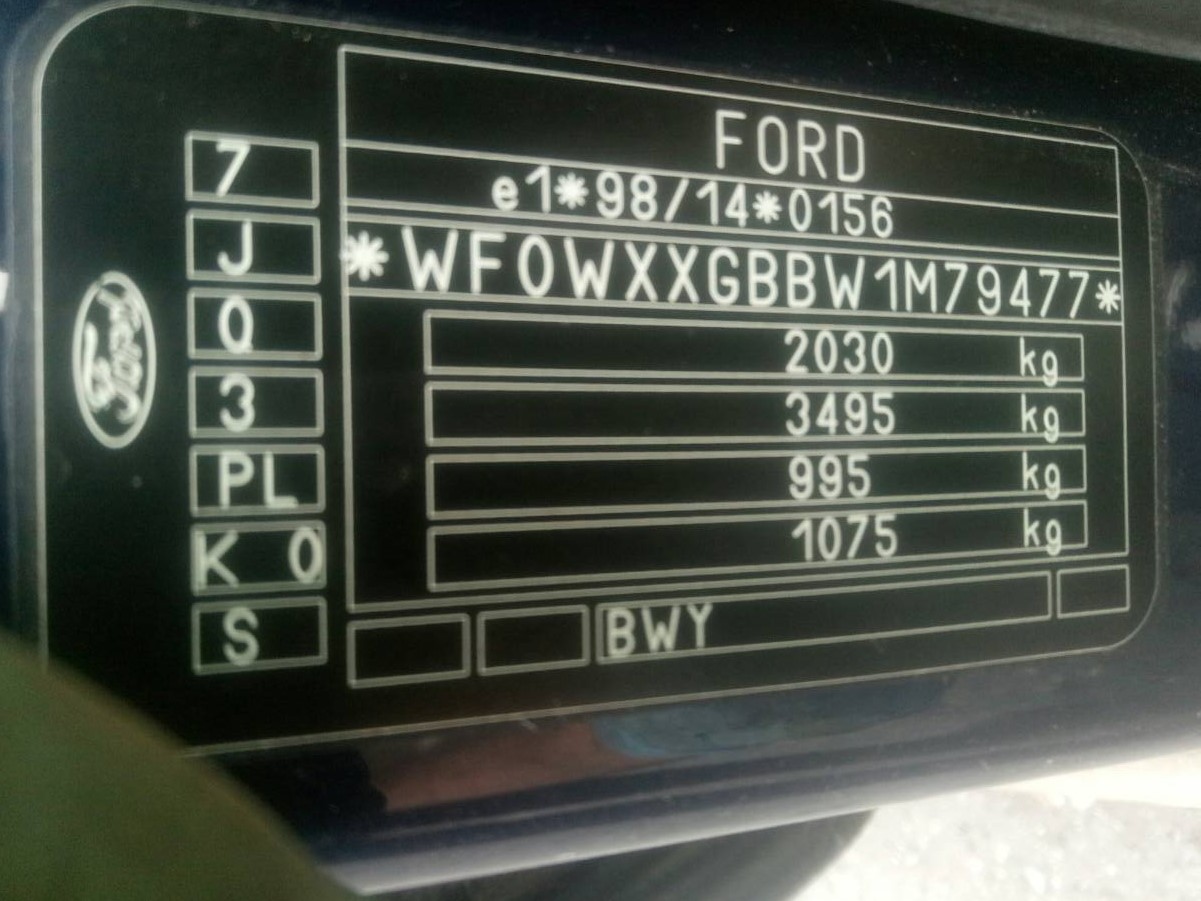 FORD
e1*98/14*0156
*WF0WXXGBBW1M79477*
2030 kg
3495 kg
995 kg
1075 kg
BWY
7
J
Q
3
PL
K 0
S
Ford